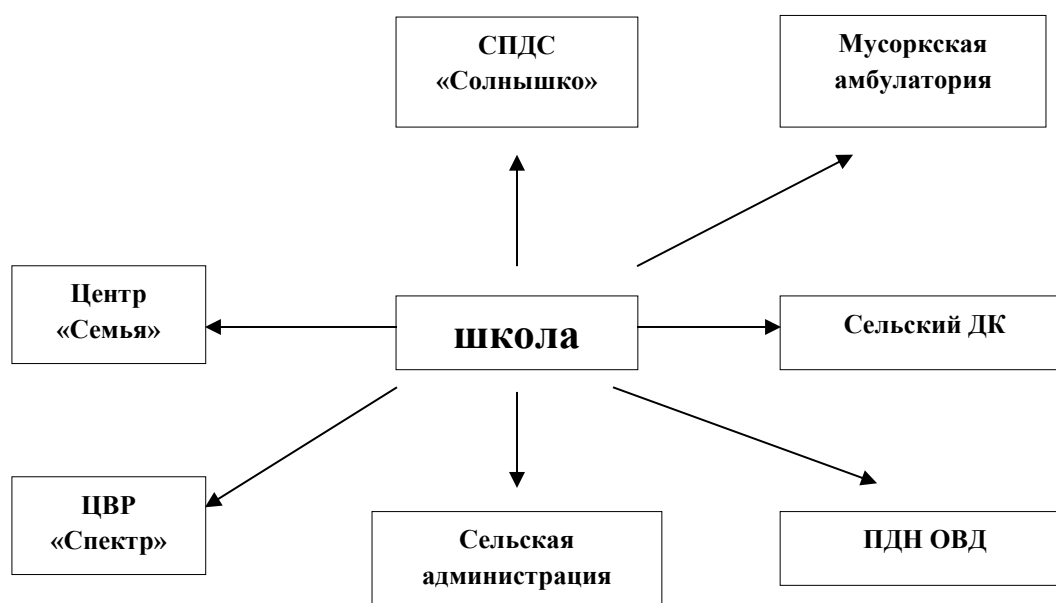 СПДС
«Солнышко»
Мусоркская
амбулатория
Центр
«Семья»
школа
Сельский ДК
ЦВР
«Спектр»
Сельская
администрация
ПДН ОВД